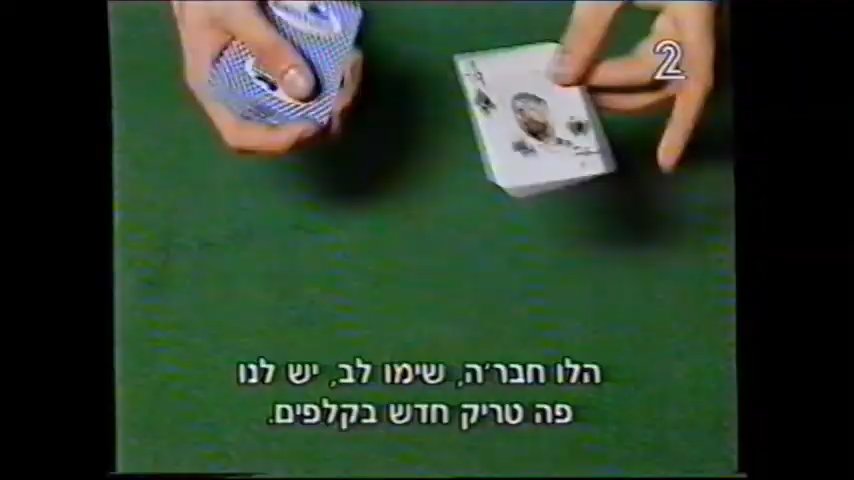 2
הלו חבר'ה, שימו לב, יש לנו
פה טריק חדש בקלפים.